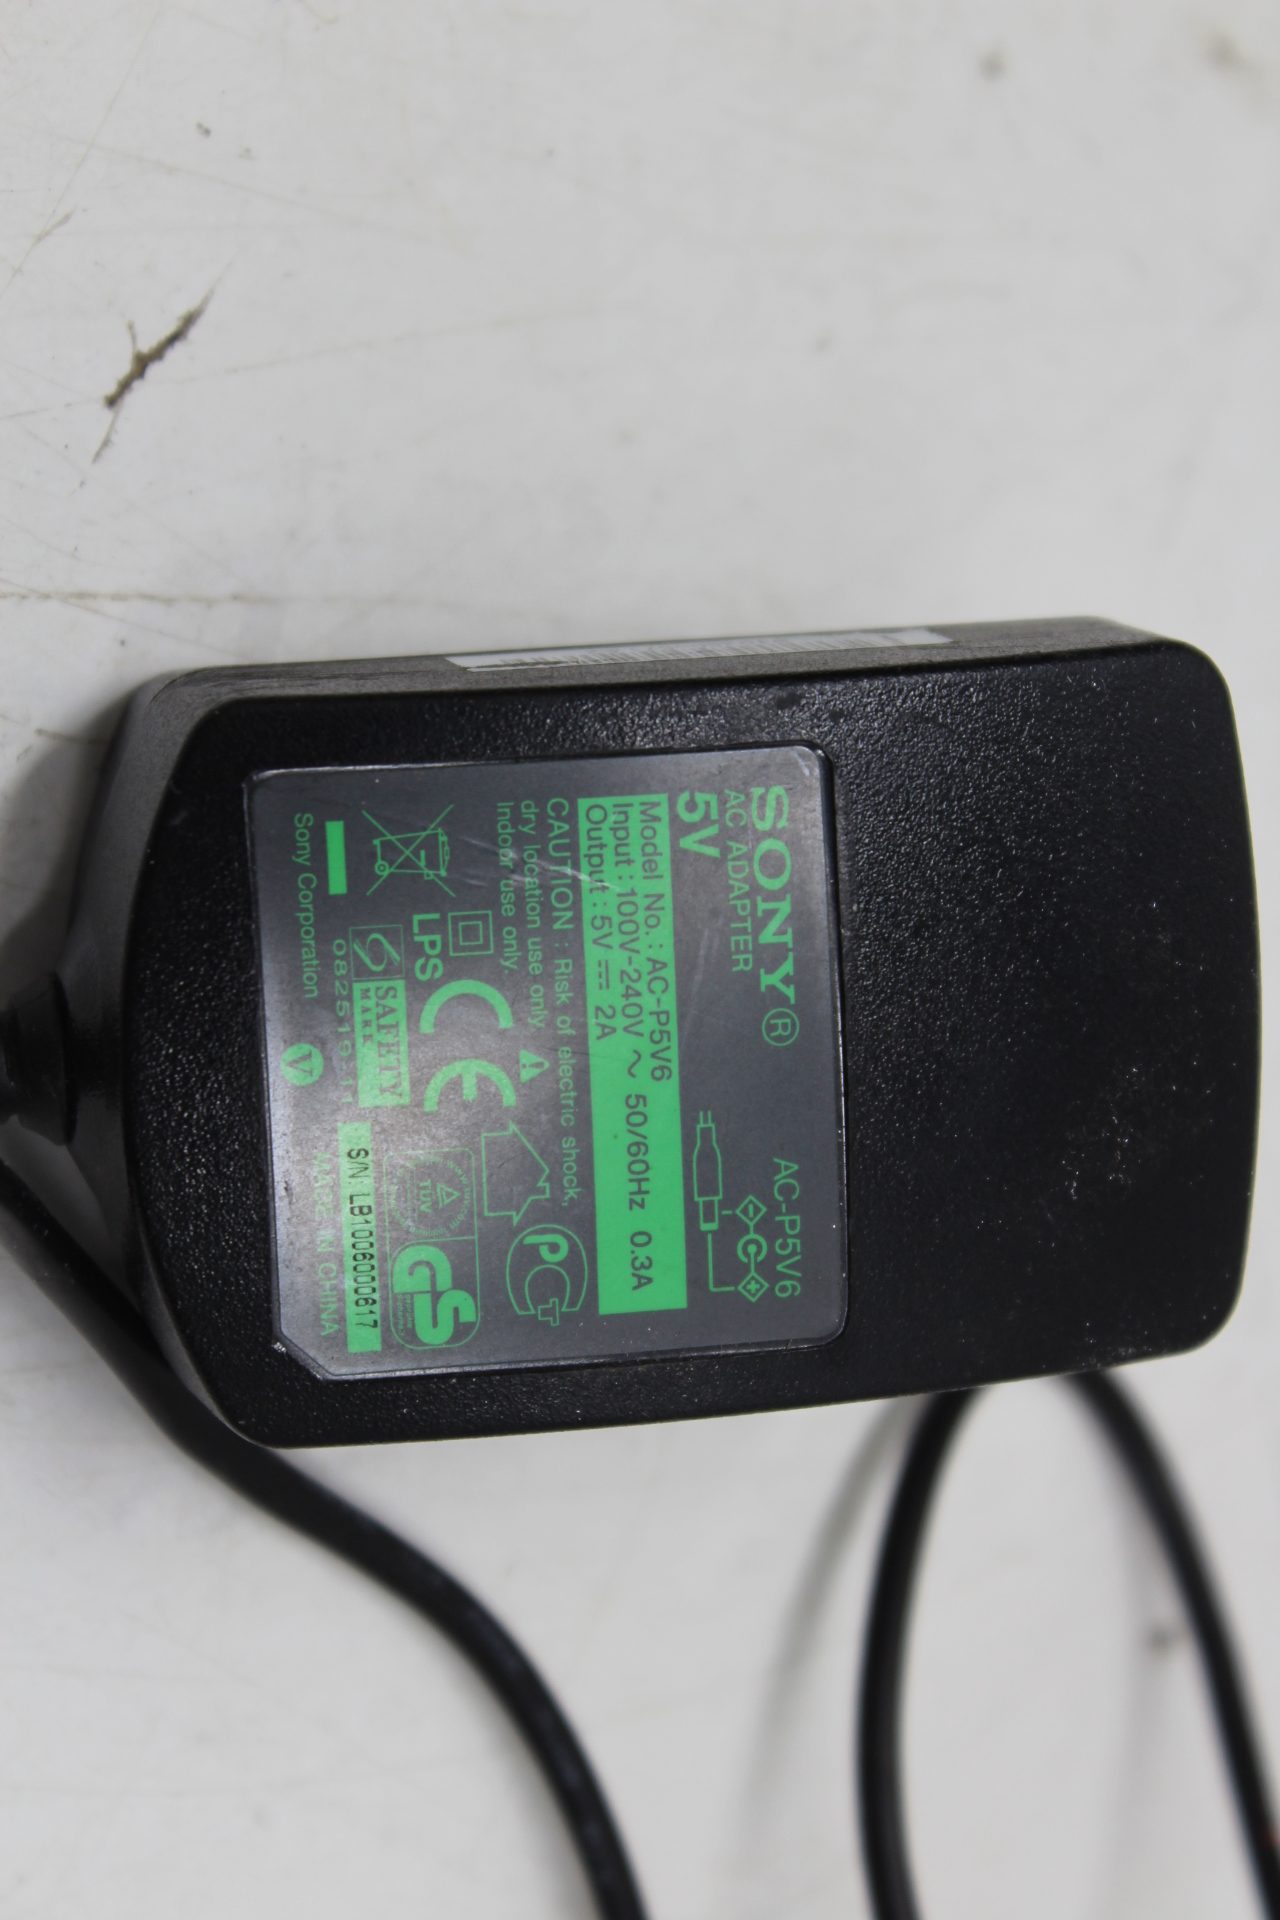 SONY®
AC ADAPTER AC-P5V6
5V
Model No.: AC-P5V6
Input : 100V-240V ~ 50/60Hz 0.3A
Output : 5V ⎓ 2A
CAUTION : Risk of electric shock,
dry location use only.
Indoor use only.
PCT
LPS
CE
SAFETY
MARK
TÜV
GS
S/N: LB1006000617
Sony Corporation
V
MADE IN CHINA